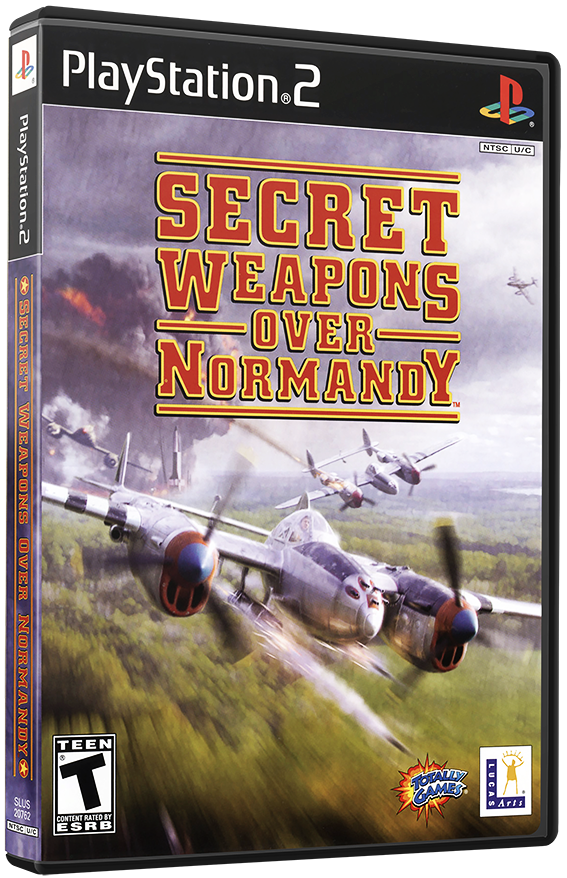 PlayStation®2
NTSC U/C
SECRET
WEAPONS
OVER
NORMANDY™
TEEN
T
CONTENT RATED BY
ESRB
TOTALLY
GAMES®
LUCAS
Arts
PlayStation®2
SECRET WEAPONS OVER NORMANDY
SLUS
20762
NTSC U/C